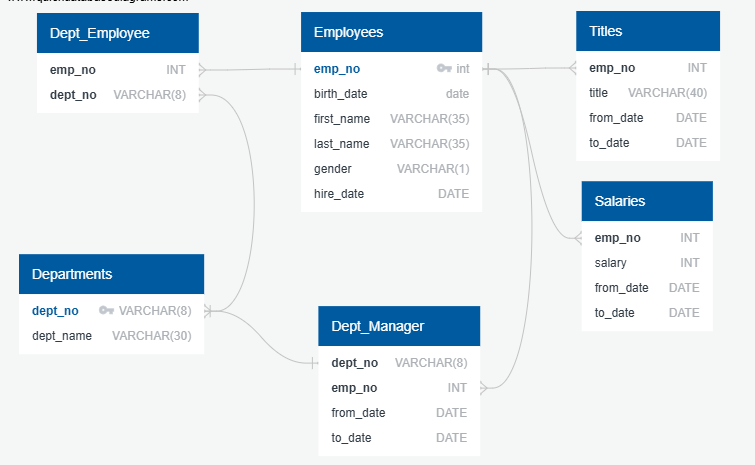 Dept_Employee
emp_no INT
dept_no VARCHAR(8)
Employees
emp_no int
birth_date date
first_name VARCHAR(35)
last_name VARCHAR(35)
gender VARCHAR(1)
hire_date DATE
Titles
emp_no INT
title VARCHAR(40)
from_date DATE
to_date DATE
Salaries
emp_no INT
salary INT
from_date DATE
to_date DATE
Departments
dept_no VARCHAR(8)
dept_name VARCHAR(30)
Dept_Manager
dept_no VARCHAR(8)
emp_no INT
from_date DATE
to_date DATE